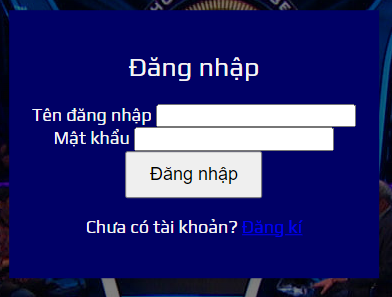 Đăng nhập
Tên đăng nhập
Mật khẩu
Đăng nhập
Chưa có tài khoản? Đăng kí